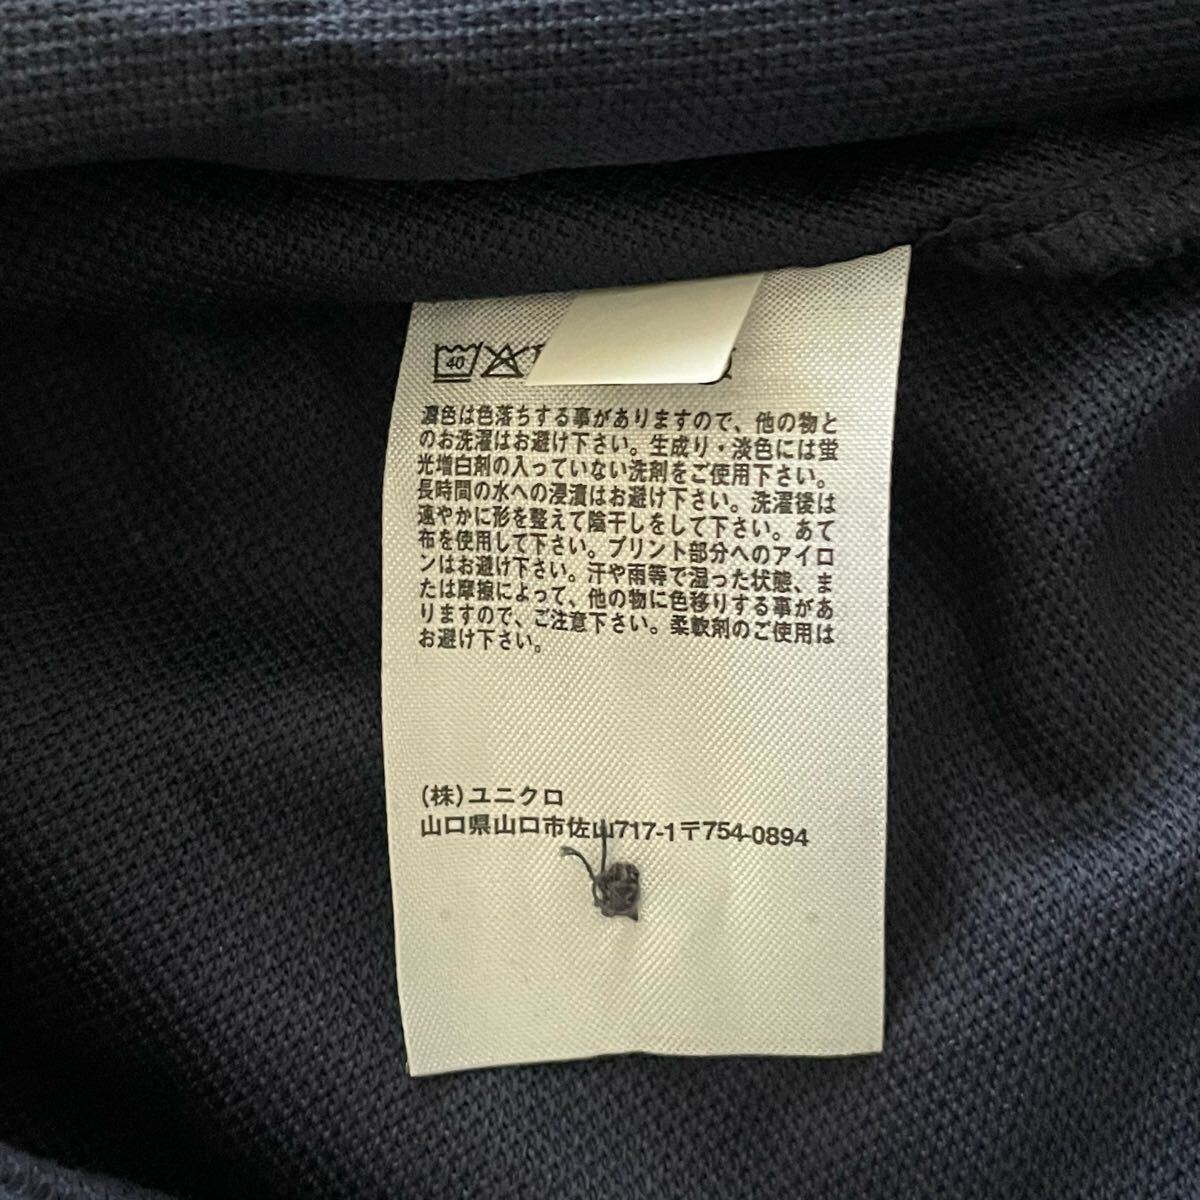 40
濃色は色落ちする事がありますので、他の物と
のお洗濯はお避け下さい。生成り・淡色には蛍
光増白剤の入っていない洗剤をご使用下さい。
長時間の水への浸漬はお避け下さい。洗濯後は
速やかに形を整えて陰干しをして下さい。あて
布を使用して下さい。プリント部分へのアイロ
ンはお避け下さい。汗や雨等で湿った状態、ま
たは摩擦によって、他の物に色移りする事があ
りますので、ご注意下さい。柔軟剤のご使用は
お避け下さい。
(株)ユニクロ
山口県山口市佐山717-1〒754-0894